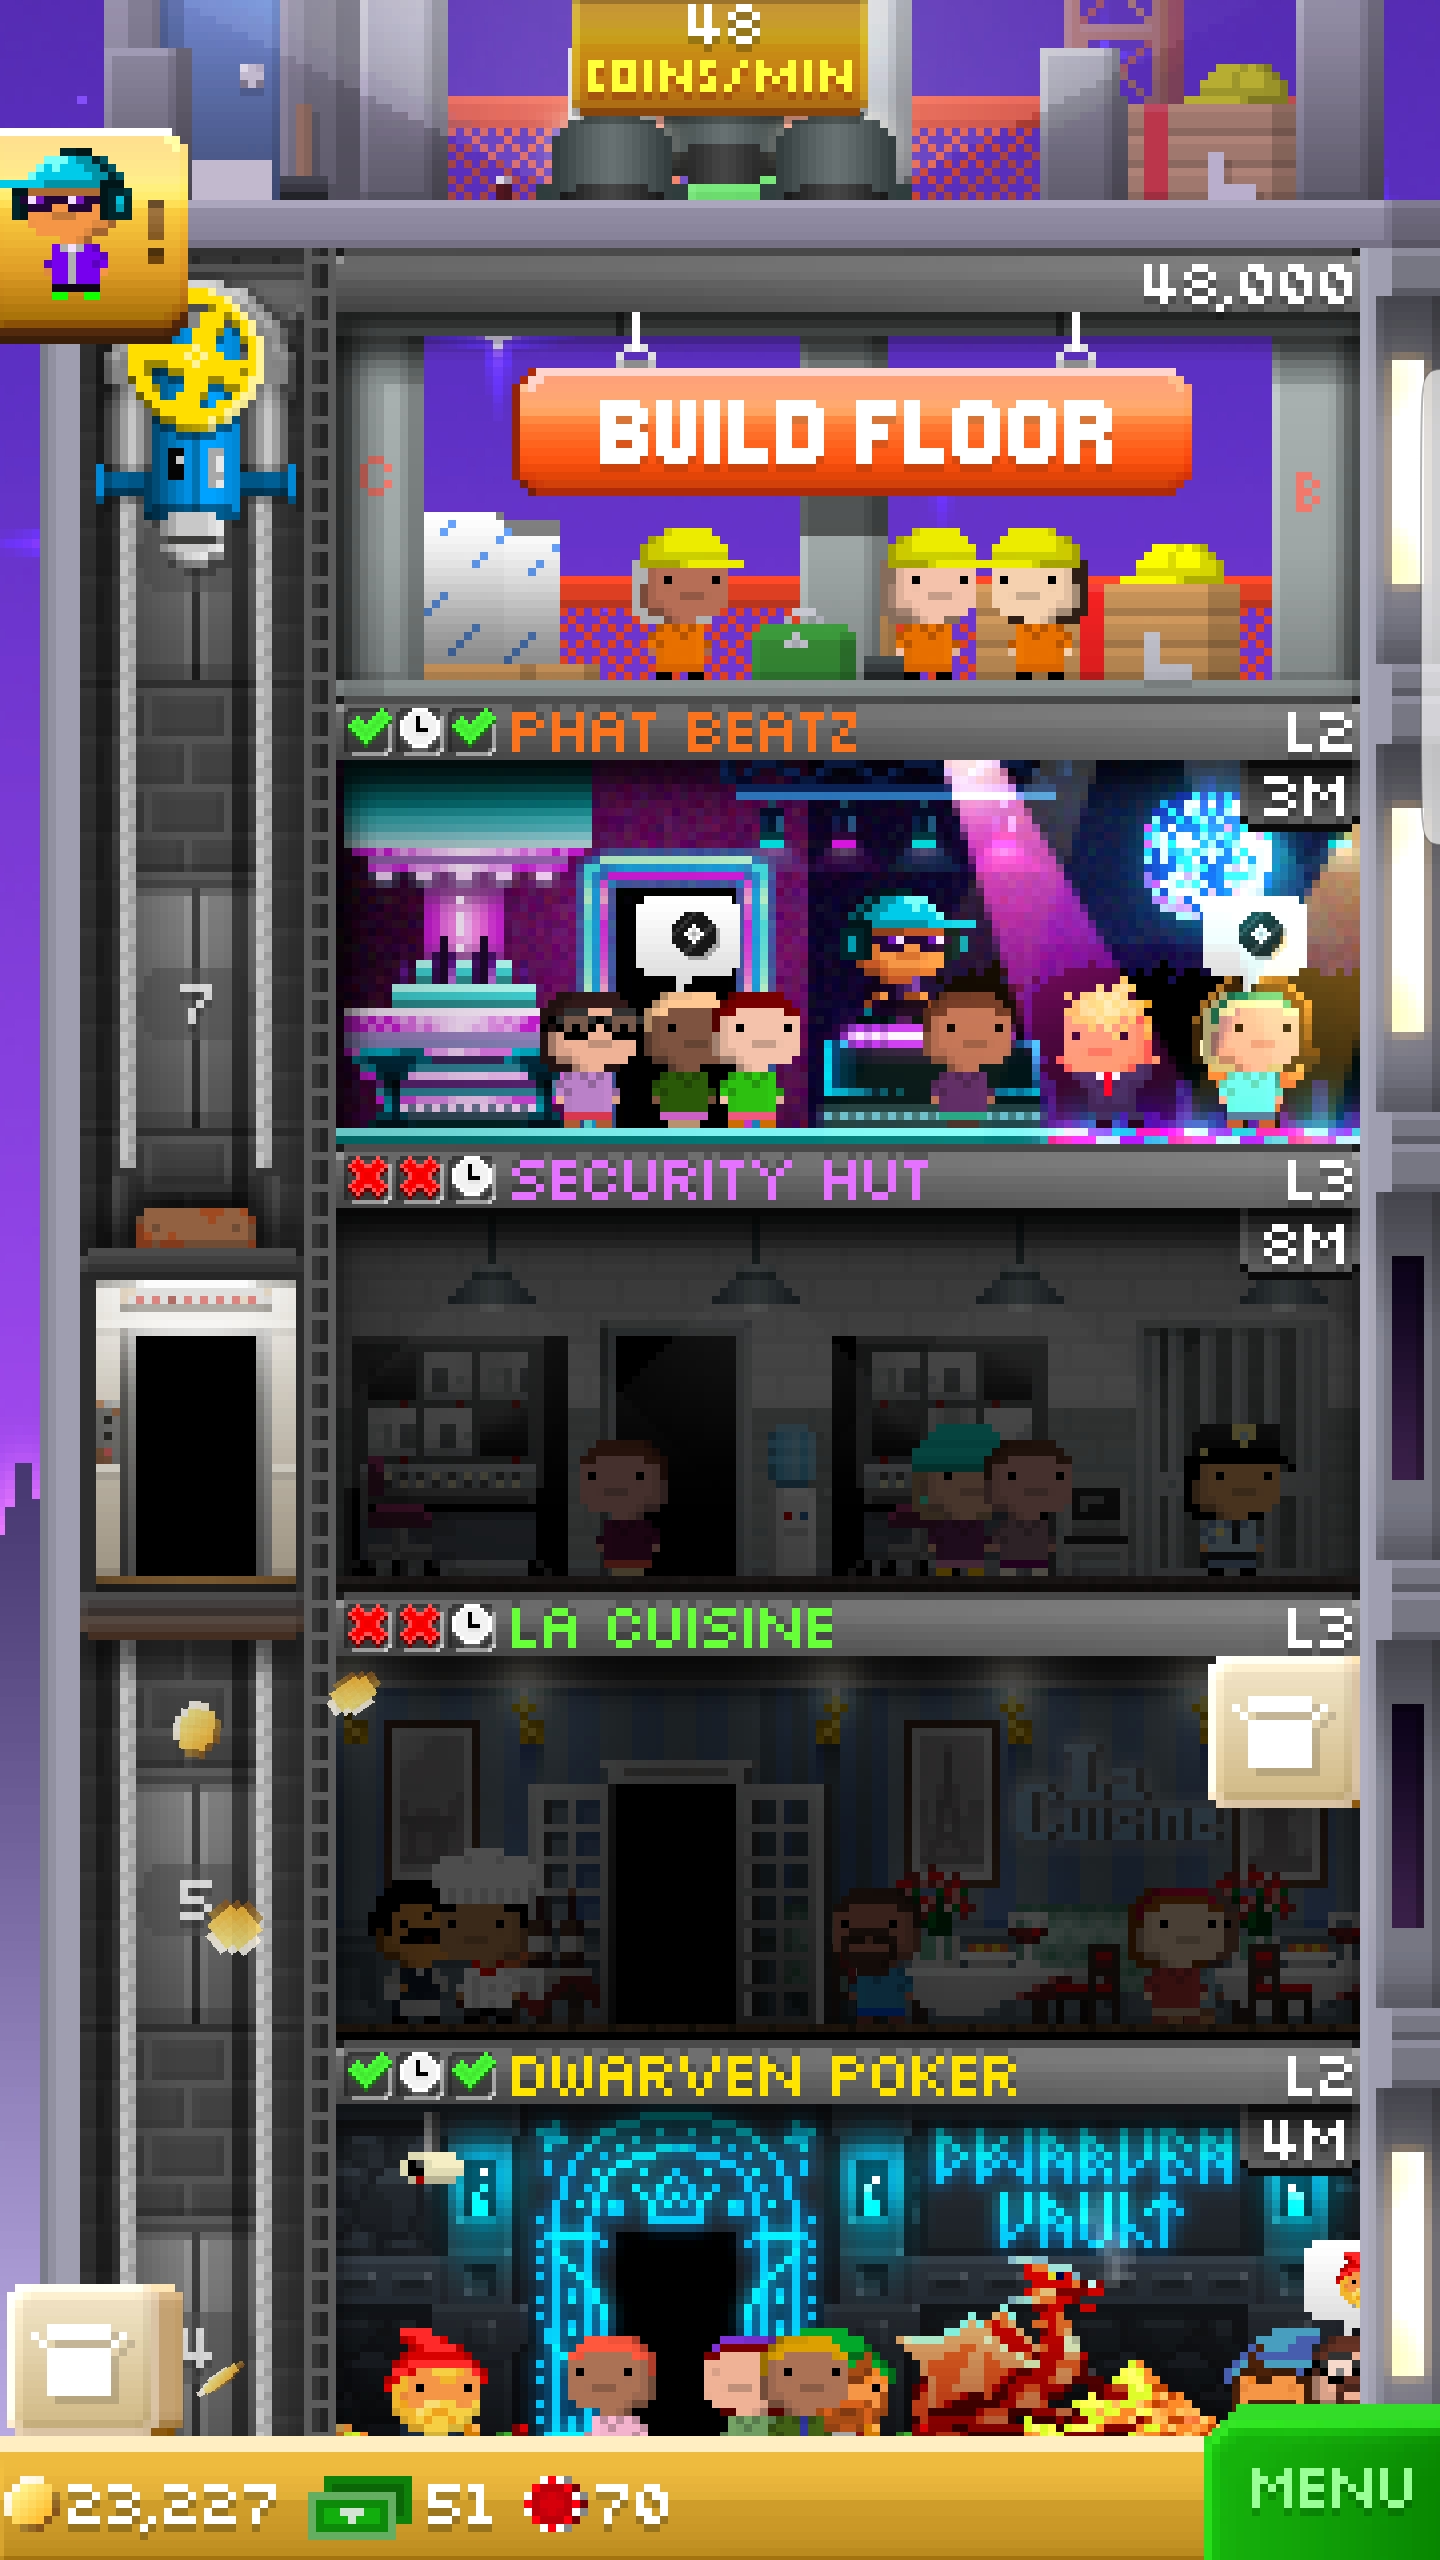 48
COINS/MIN
!
48,000
BUILD FLOOR
C
B
PHAT BEATZ
L2
3M
?
SECURITY HUT
L3
8M
LA CUISINE
L3
La
Cuisine
5
DWARVEN POKER
L2
4M
DWARVEN
VAULT
4
23,227
51
70
MENU